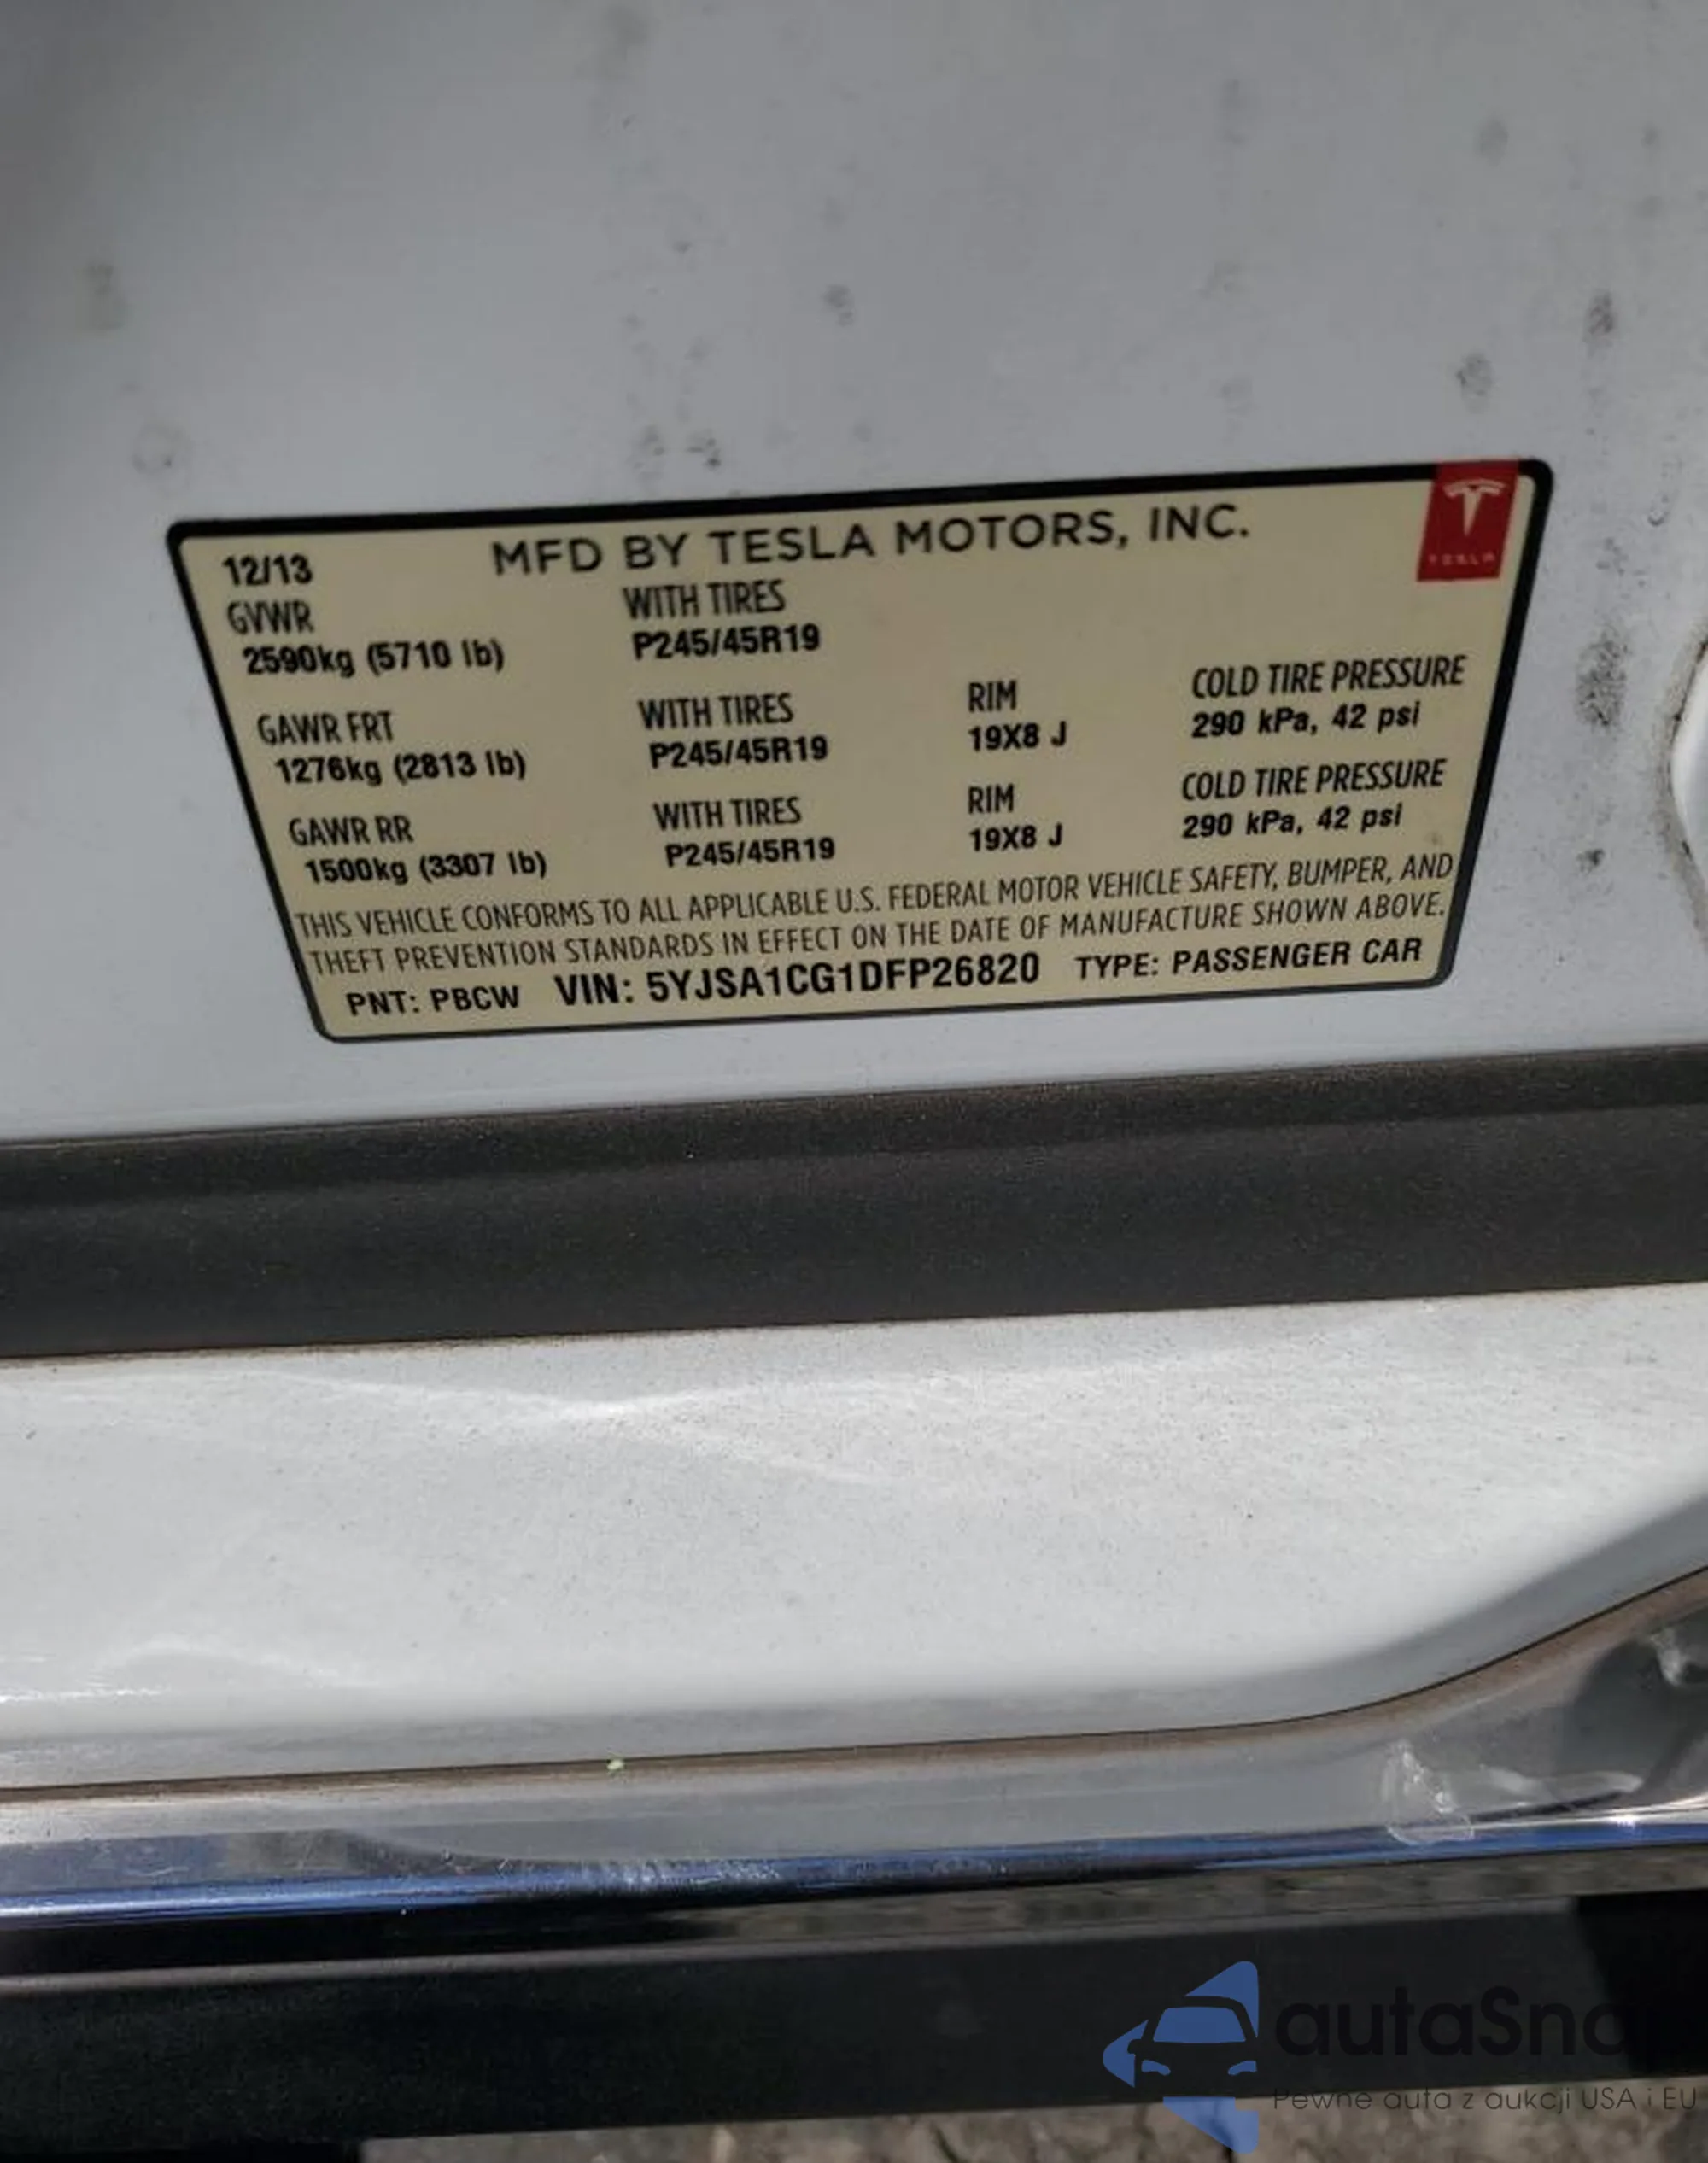 12/13 MFD BY TESLA MOTORS, INC.
TESLA
GVWR WITH TIRES
2590kg (5710 lb) P245/45R19
GAWR FRT WITH TIRES RIM COLD TIRE PRESSURE
1276kg (2813 lb) P245/45R19 19X8 J 290 kPa, 42 psi
GAWR RR WITH TIRES RIM COLD TIRE PRESSURE
1500kg (3307 lb) P245/45R19 19X8 J 290 kPa, 42 psi
THIS VEHICLE CONFORMS TO ALL APPLICABLE U.S. FEDERAL MOTOR VEHICLE SAFETY, BUMPER, AND
THEFT PREVENTION STANDARDS IN EFFECT ON THE DATE OF MANUFACTURE SHOWN ABOVE.
PNT: PBCW VIN: 5YJSA1CG1DFP26820 TYPE: PASSENGER CAR
autaSna
Pewne auta z aukcji USA i EU